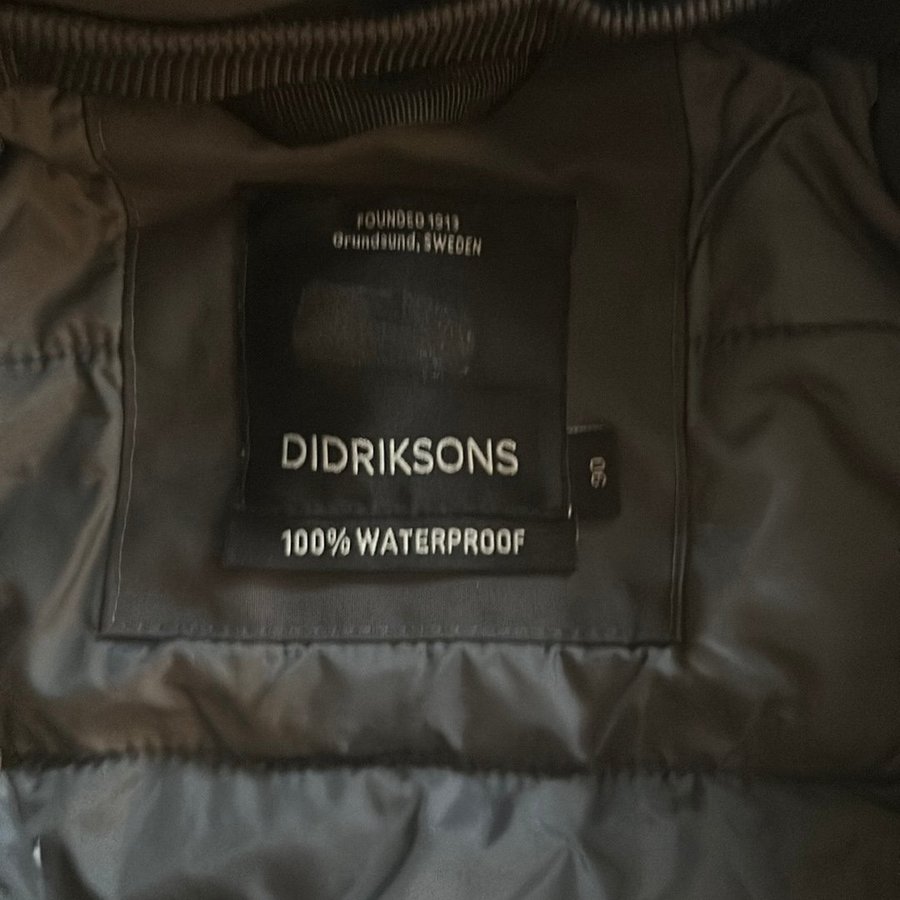 FOUNDED 1913
Grundsund, SWEDEN
DIDRIKSONS
90
100% WATERPROOF